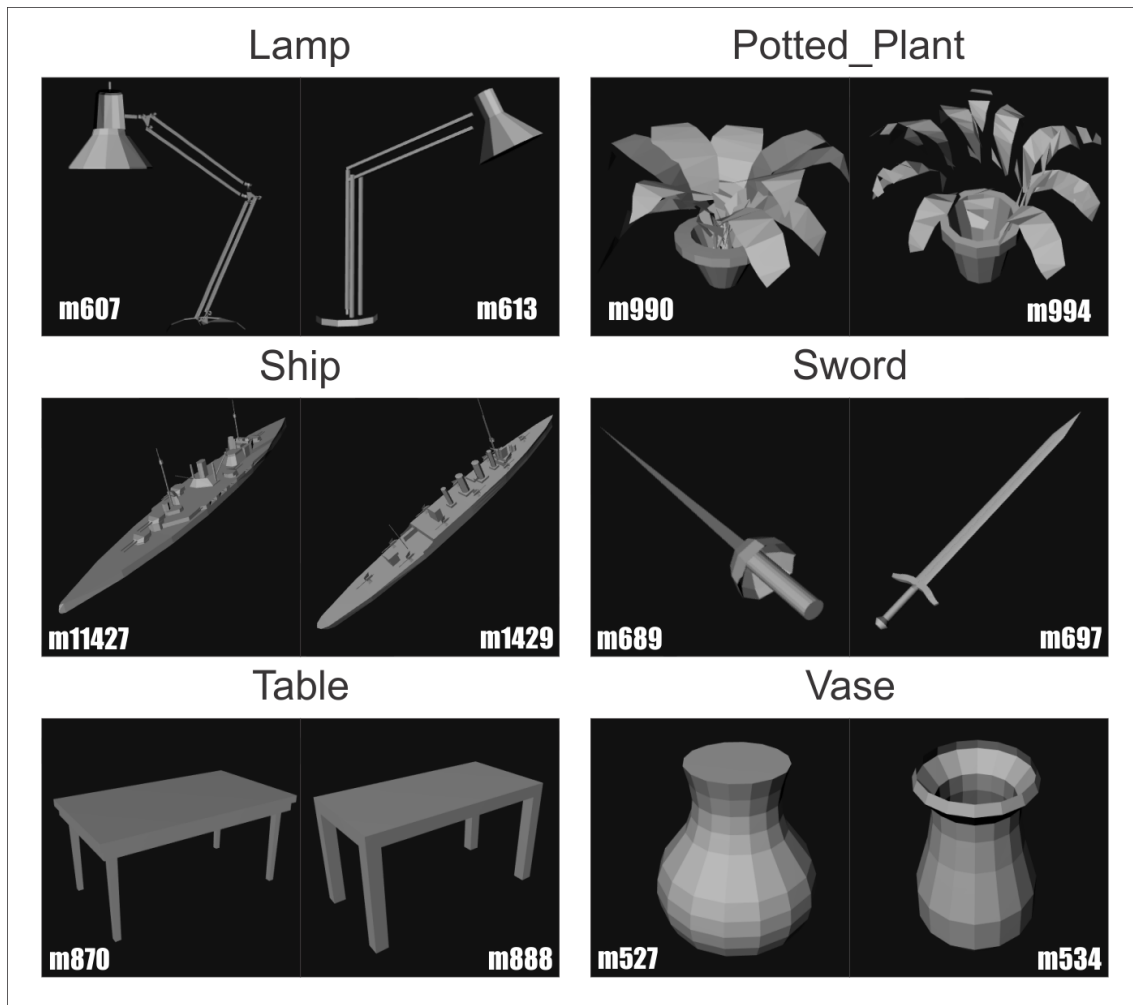 Lamp
Potted_Plant
m607
m613
m990
m994
Ship
Sword
m11427
m1429
m689
m697
Table
Vase
m870
m888
m527
m534